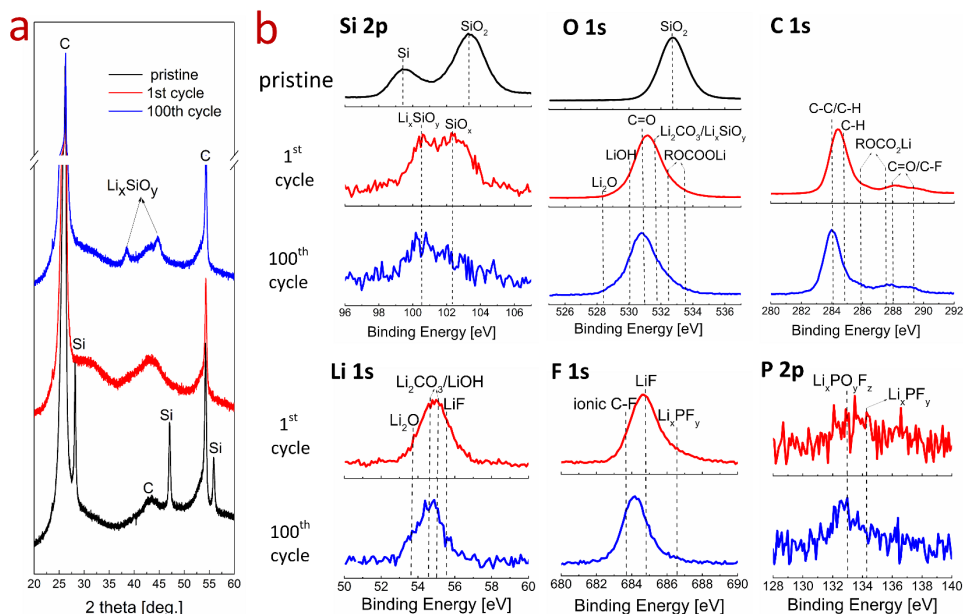 a
C
pristine
1st cycle
100th cycle
C
LixSiOy
Si
Si
C
Si
20 25 30 35 40 45 50 55 60
2 theta [deg.]
b
Si 2p
O 1s
C 1s
pristine
Si
SiO2
SiO2
1st
cycle
LixSiOy
SiOx
C=O
Li2CO3/LixSiOy
LiOH
ROCOOLi
Li2O
C-C/C-H
C-H
ROCO2Li
C=O/C-F
100th
cycle
96 98 100 102 104 106
Binding Energy [eV]
526 528 530 532 534 536
Binding Energy [eV]
280 282 284 286 288 290 292
Binding Energy [eV]
Li 1s
F 1s
P 2p
1st
cycle
Li2CO3/LiOH
Li2O
LiF
LiF
ionic C-F
LixPFy
LixPOyFz
LixPFy
100th
cycle
50 52 54 56 58 60
Binding Energy [eV]
680 682 684 686 688 690
Binding Energy [eV]
128 130 132 134 136 138 140
Binding Energy [eV]